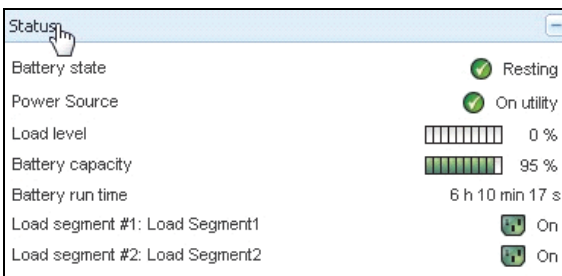 Status
Battery state Resting
Power Source On utility
Load level 0 %
Battery capacity 95 %
Battery run time 6 h 10 min 17 s
Load segment #1: Load Segment1 On
Load segment #2: Load Segment2 On